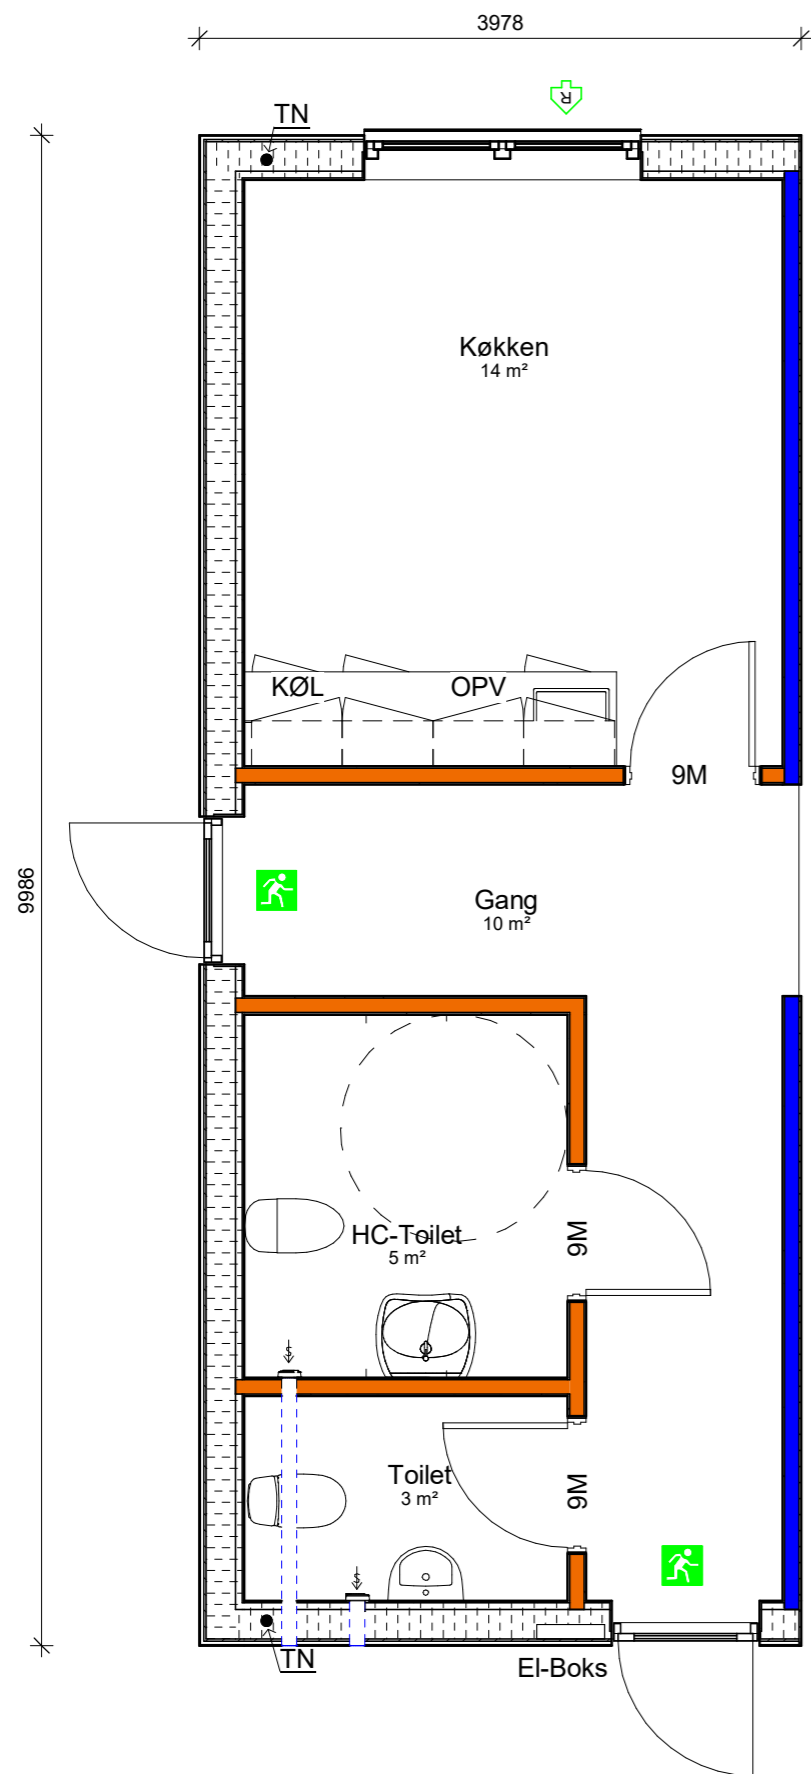 3978
R
TN
Køkken
14 m²
KØL
OPV
9M
9986
Gang
10 m²
9M
HC-Toilet
5 m²
S
Toilet
3 m²
9M
S
TN
El-Boks